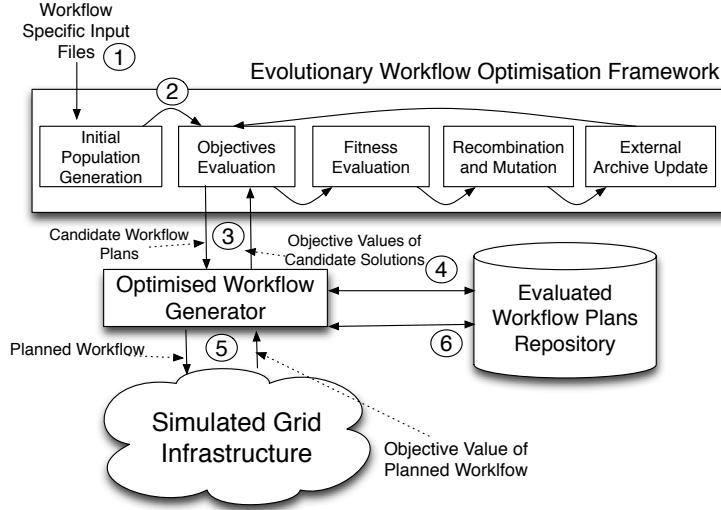 Workflow
Specific Input
Files
1
Evolutionary Workflow Optimisation Framework
2
Initial
Population
Generation
Objectives
Evaluation
Fitness
Evaluation
Recombination
and Mutation
External
Archive Update
Candidate Workflow
Plans
3
Objective Values of
Candidate Solutions
4
Optimised Workflow
Generator
Evaluated
Workflow Plans
Repository
Planned Workflow
5
6
Simulated Grid
Infrastructure
Objective Value of
Planned Worklfow